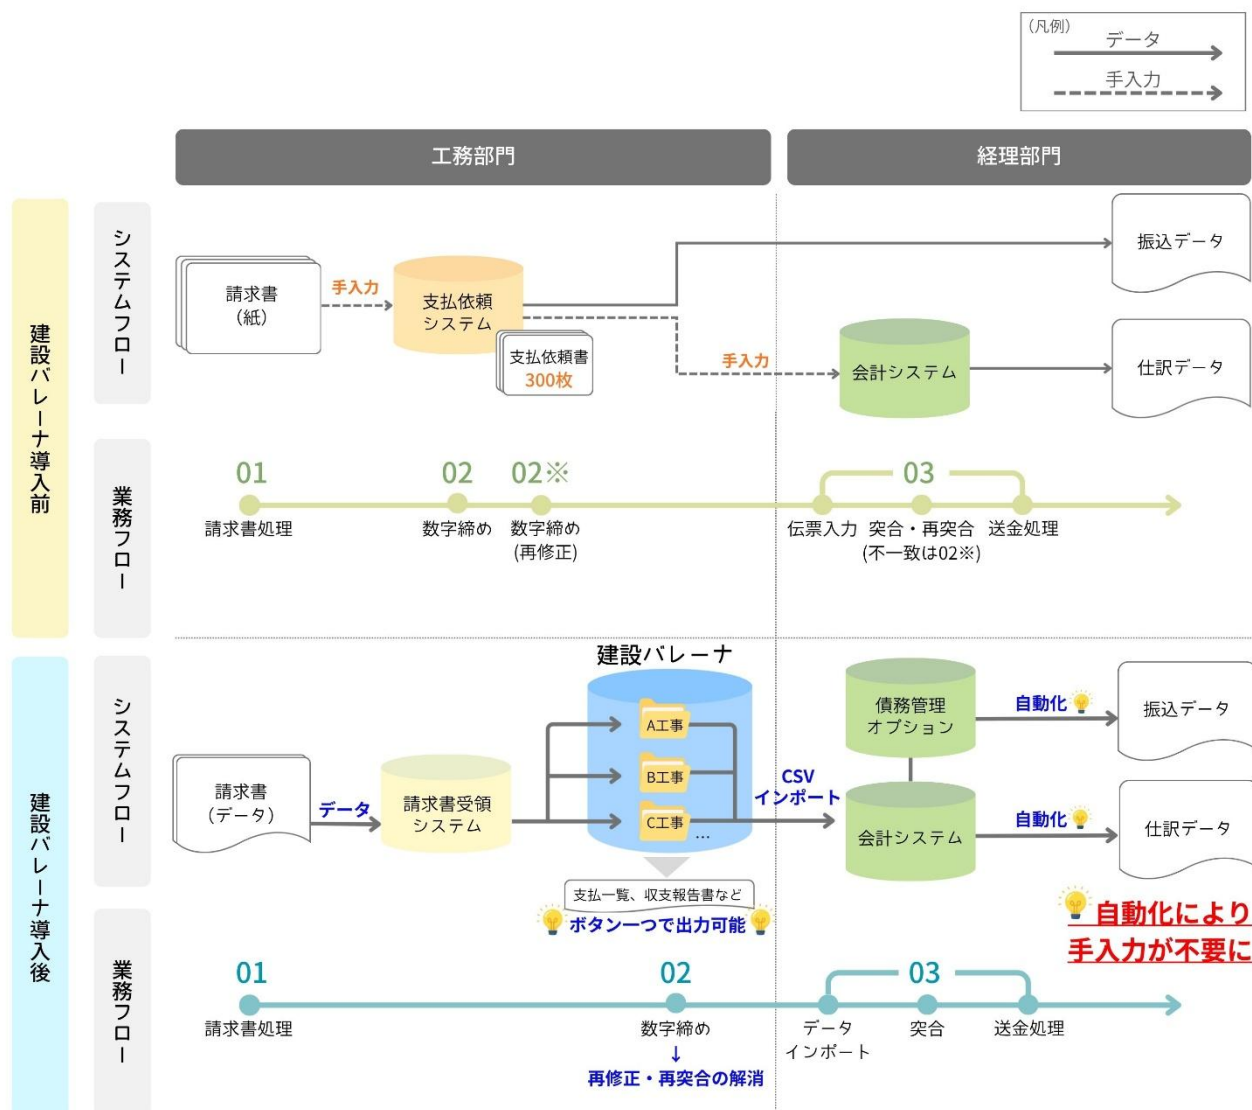 (凡例)
データ
手入力
工務部門
経理部門
建設バレーナ導入前
システムフロー
請求書
(紙)
手入力
支払依頼
システム
支払依頼書
300枚
手入力
会計システム
振込データ
仕訳データ
業務フロー
01
02
02※
03
請求書処理
数字締め
数字締め
(再修正)
伝票入力
突合・再突合
(不一致は02※)
送金処理
建設バレーナ導入後
システムフロー
請求書
(データ)
データ
請求書受領
システム
建設バレーナ
A工事
B工事
C工事
...
支払一覧、収支報告書など
ボタン一つで出力可能
CSV
インポート
債務管理
オプション
会計システム
自動化
自動化
振込データ
仕訳データ
自動化により
手入力が不要に
業務フロー
01
02
03
請求書処理
数字締め
↓
再修正・再突合の解消
データ
インポート
突合
送金処理